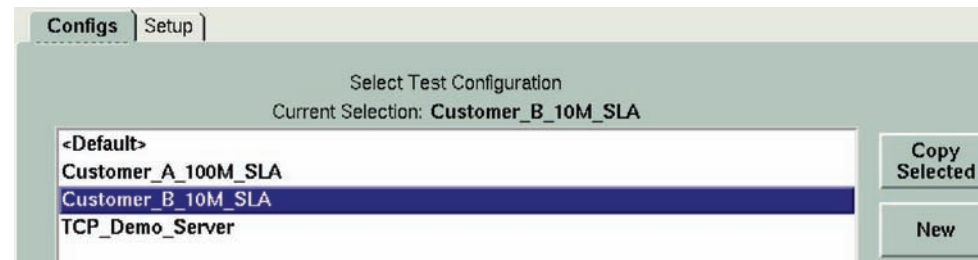 Configs Setup
Select Test Configuration
Current Selection: Customer_B_10M_SLA
<Default>
Customer_A_100M_SLA
Customer_B_10M_SLA
TCP_Demo_Server
Copy
Selected
New